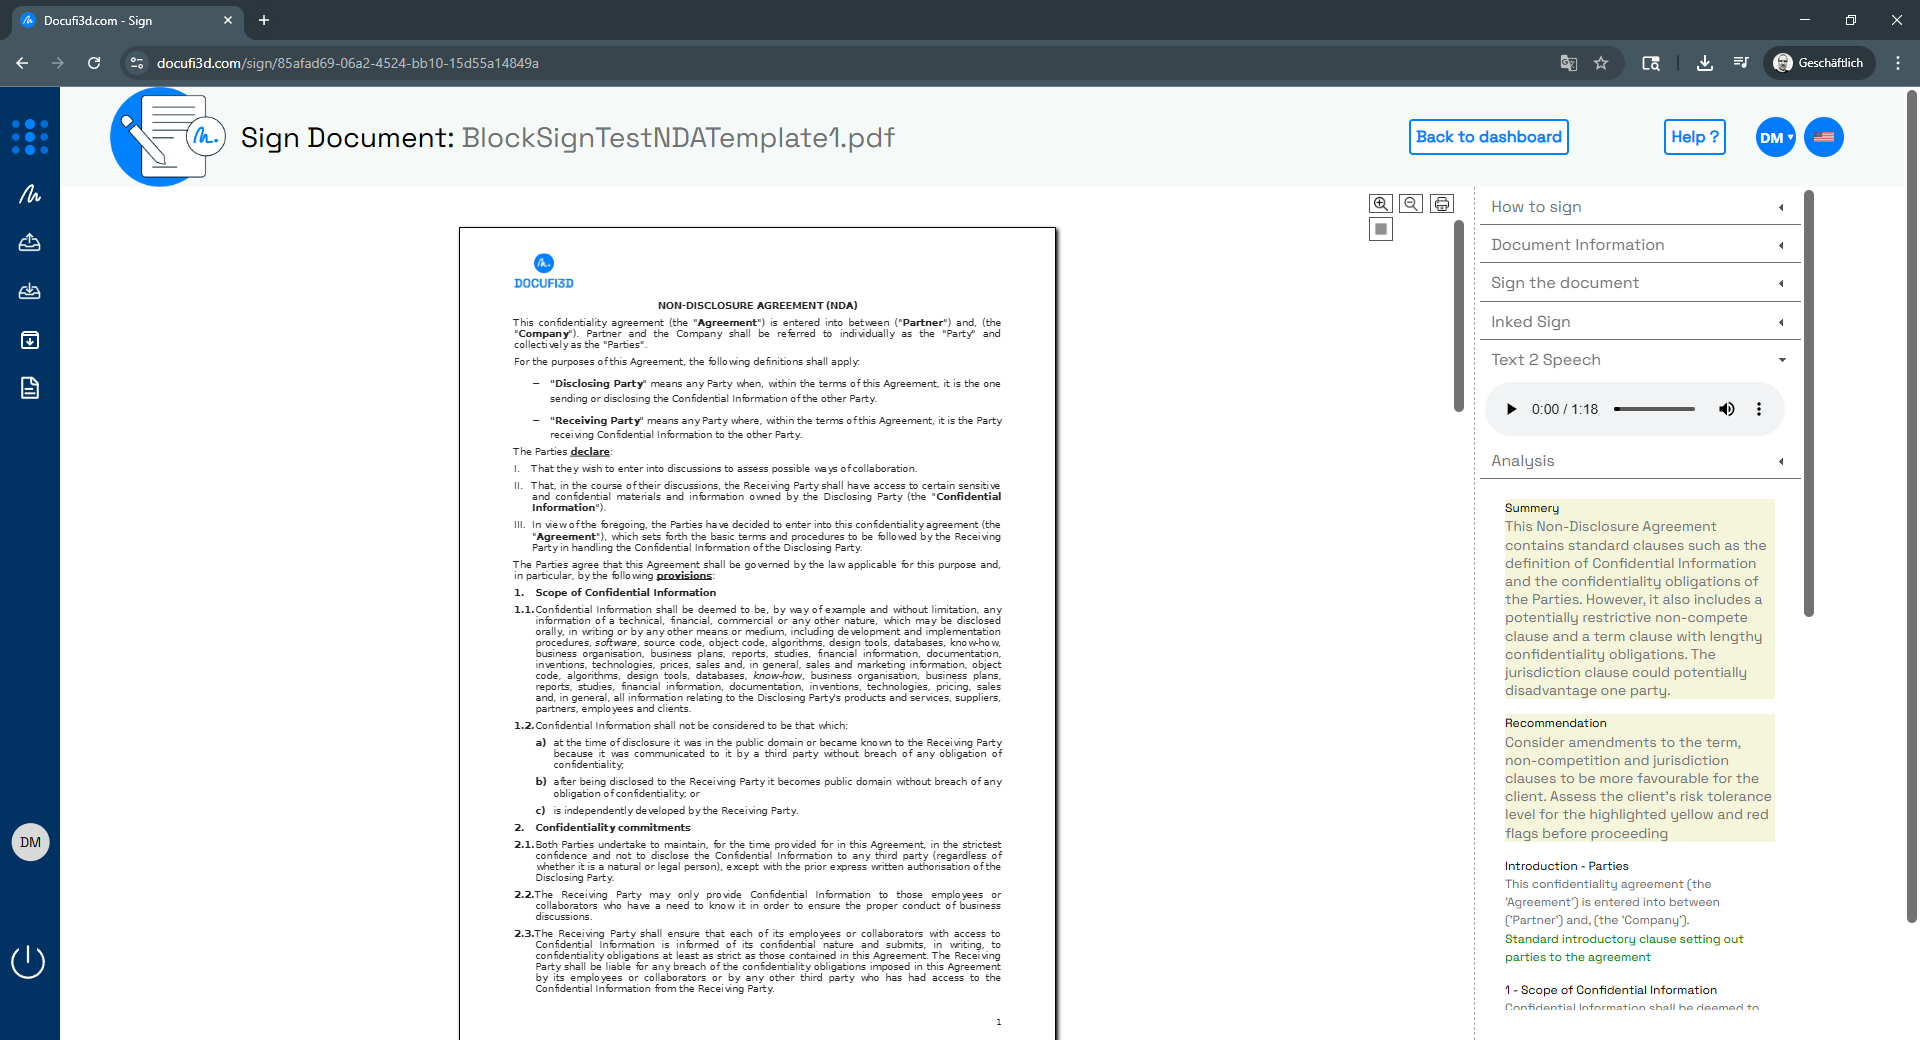 Docufi3d.com - Sign
docufi3d.com/sign/85afad69-06a2-4524-bb10-15d55a14849a
Geschäftlich
Sign Document: BlockSignTestNDATemplate1.pdf
Back to dashboard
Help ?
DM
DOCUFI3D
NON-DISCLOSURE AGREEMENT (NDA)
This confidentiality agreement (the "Agreement") is entered into between ("Partner") and, (the
"Company"). Partner and the Company shall be referred to individually as the "Party" and
collectively as the "Parties".
For the purposes of this Agreement, the following definitions shall apply:
– "Disclosing Party" means any Party when, within the terms of this Agreement, it is the one
sending or disclosing the Confidential Information of the other Party.
– "Receiving Party" means any Party where, within the terms of this Agreement, it is the Party
receiving Confidential Information to the other Party.
The Parties declare:
I. That they wish to enter into discussions to assess possible ways of collaboration.
II. That, in the course of their discussions, the Receiving Party shall have access to certain sensitive
and confidential materials and information owned by the Disclosing Party (the "Confidential
Information").
III. In view of the foregoing, the Parties have decided to enter into this confidentiality agreement (the
"Agreement"), which sets forth the basic terms and procedures to be followed by the Receiving
Party in handling the Confidential Information of the Disclosing Party.
The Parties agree that this Agreement shall be governed by the law applicable for this purpose and,
in particular, by the following provisions:
1. Scope of Confidential Information
1.1. Confidential Information shall be deemed to be, by way of example and without limitation, any
information of a technical, financial, commercial or any other nature, which may be disclosed
orally, in writing or by any other means or medium, including development and implementation
procedures, software, source code, object code, algorithms, design tools, databases, know-how,
business organisation, business plans, reports, studies, financial information, documentation,
inventions, technologies, prices, sales and, in general, sales and marketing information, object
code, algorithms, design tools, databases, know-how, business organisation, business plans,
reports, studies, financial information, documentation, inventions, technologies, pricing, sales
and, in general, all information relating to the Disclosing Party's products and services, suppliers,
partners, employees and clients.
1.2. Confidential Information shall not be considered to be that which:
a) at the time of disclosure it was in the public domain or became known to the Receiving Party
because it was communicated to it by a third party without breach of any obligation of
confidentiality;
b) after being disclosed to the Receiving Party it becomes public domain without breach of any
obligation of confidentiality; or
c) is independently developed by the Receiving Party.
2. Confidentiality commitments
2.1. Both Parties undertake to maintain, for the time provided for in this Agreement, in the strictest
confidence and not to disclose the Confidential Information to any third party (regardless of
whether it is a natural or legal person), except with the prior express written authorisation of the
Disclosing Party.
2.2. The Receiving Party may only provide Confidential Information to those employees or
collaborators who have a need to know it in order to ensure the proper conduct of business
discussions.
2.3. The Receiving Party shall ensure that each of its employees or collaborators with access to
Confidential Information is informed of its confidential nature and submits, in writing, to
confidentiality obligations at least as strict as those contained in this Agreement. The Receiving
Party shall be liable for any breach of the confidentiality obligations imposed in this Agreement
by its employees or collaborators or by any other third party who has had access to the
Confidential Information from the Receiving Party.
1
How to sign
Document Information
Sign the document
Inked Sign
Text 2 Speech
0:00 / 1:18
Analysis
Summery
This Non-Disclosure Agreement
contains standard clauses such as the
definition of Confidential Information
and the confidentiality obligations of
the Parties. However, it also includes a
potentially restrictive non-compete
clause and a term clause with lengthy
confidentiality obligations. The
jurisdiction clause could potentially
disadvantage one party.
Recommendation
Consider amendments to the term,
non-competition and jurisdiction
clauses to be more favourable for the
client. Assess the client's risk tolerance
level for the highlighted yellow and red
flags before proceeding
Introduction - Parties
This confidentiality agreement (the
'Agreement') is entered into between
('Partner') and, (the 'Company').
Standard introductory clause setting out
parties to the agreement
1 - Scope of Confidential Information
Confidential Information shall be deemed to
DM